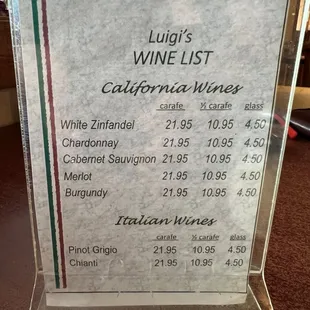 Luigi's
WINE LIST
California Wines
carafe ½ carafe glass
White Zinfandel 21.95 10.95 4.50
Chardonnay 21.95 10.95 4.50
Cabernet Sauvignon 21.95 10.95 4.50
Merlot 21.95 10.95 4.50
Burgundy 21.95 10.95 4.50
Italian Wines
carafe ½ carafe glass
Pinot Grigio 21.95 10.95 4.50
Chianti 21.95 10.95 4.50